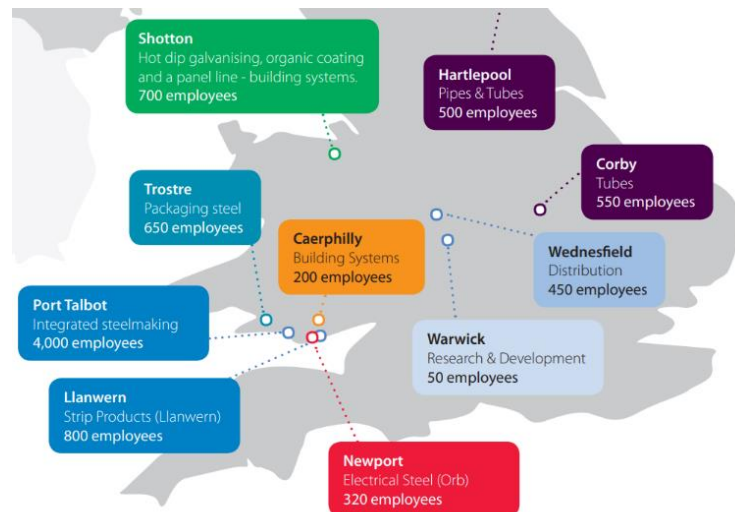 Shotton
Hot dip galvanising, organic coating
and a panel line - building systems.
700 employees
Hartlepool
Pipes & Tubes
500 employees
Corby
Tubes
550 employees
Trostre
Packaging steel
650 employees
Caerphilly
Building Systems
200 employees
Wednesfield
Distribution
450 employees
Port Talbot
Integrated steelmaking
4,000 employees
Warwick
Research & Development
50 employees
Llanwern
Strip Products (Llanwern)
800 employees
Newport
Electrical Steel (Orb)
320 employees